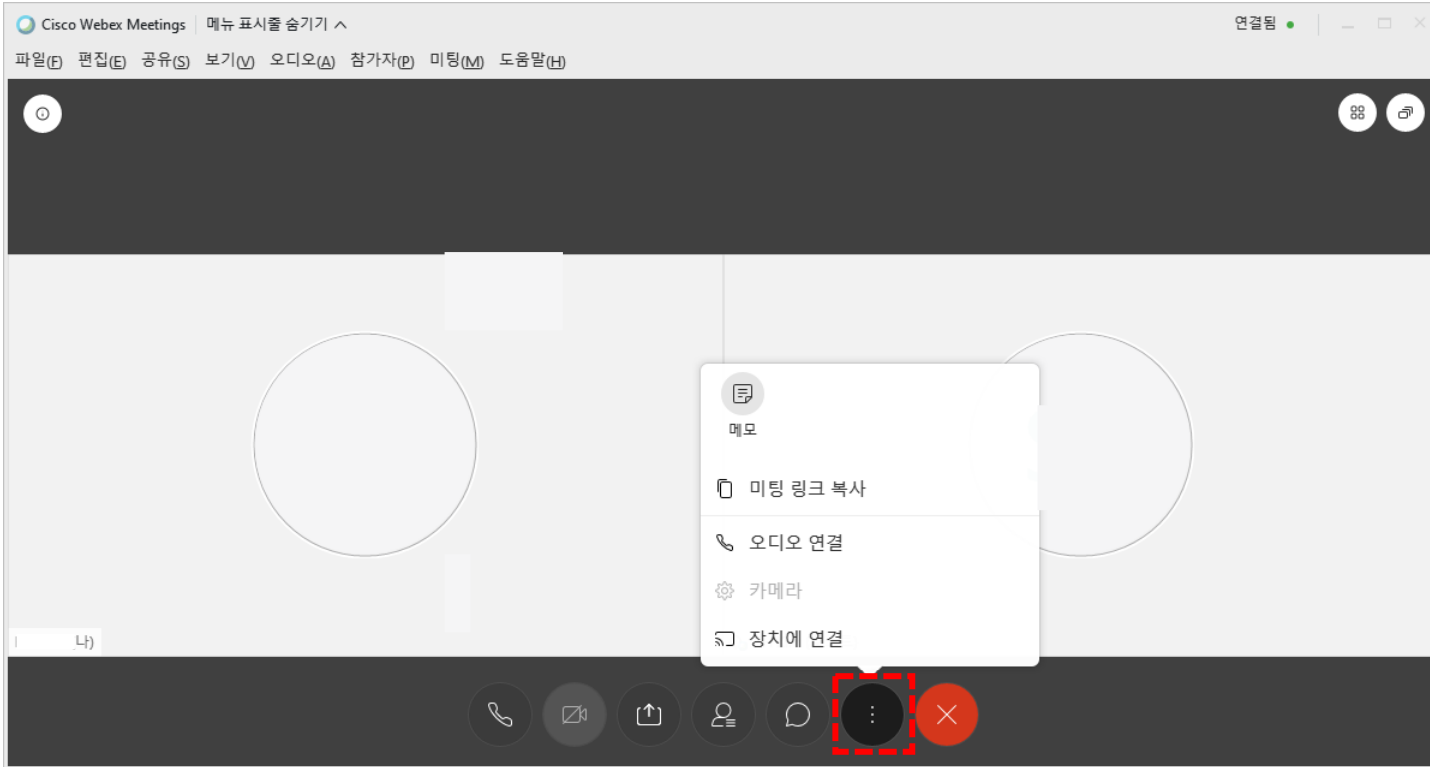 Cisco Webex Meetings 메뉴 표시줄 숨기기 연결됨
파일(F) 편집(E) 공유(S) 보기(V) 오디오(A) 참가자(P) 미팅(M) 도움말(H)
메모
미팅 링크 복사
오디오 연결
카메라
장치에 연결
나)